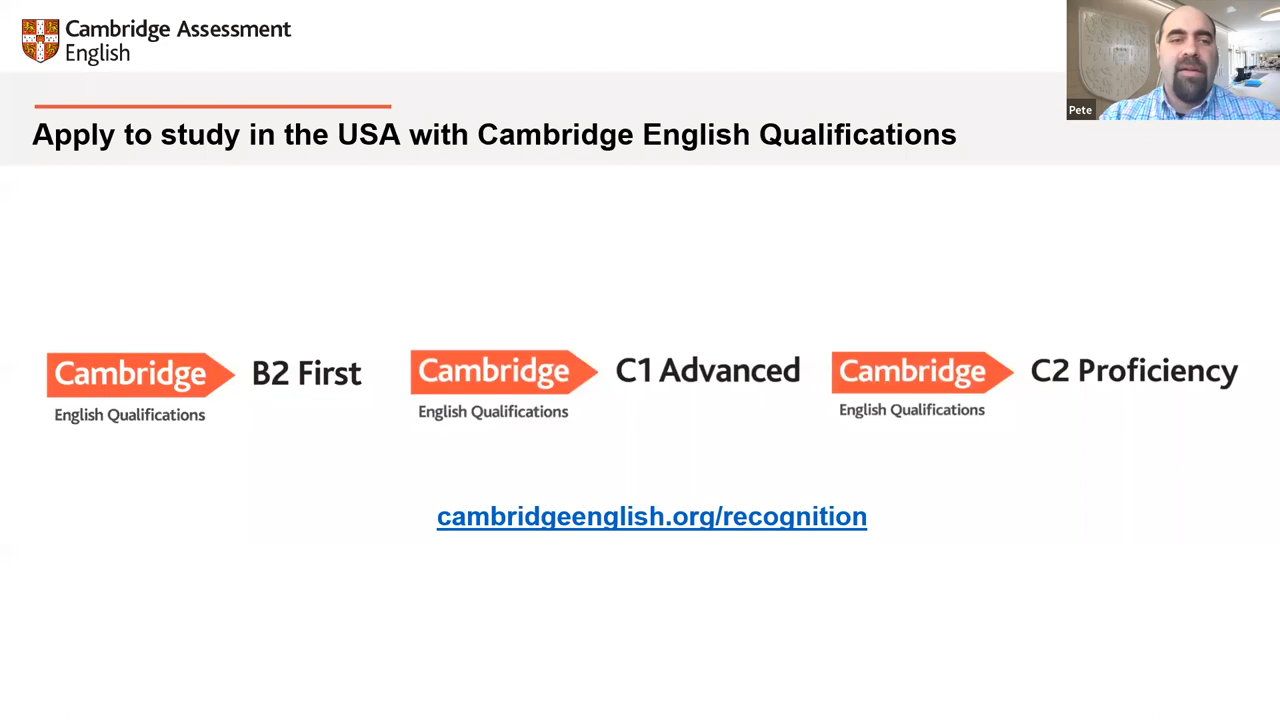 Cambridge Assessment
English
Pete
Apply to study in the USA with Cambridge English Qualifications
Cambridge B2 First
English Qualifications
Cambridge C1 Advanced
English Qualifications
Cambridge C2 Proficiency
English Qualifications
cambridgeenglish.org/recognition